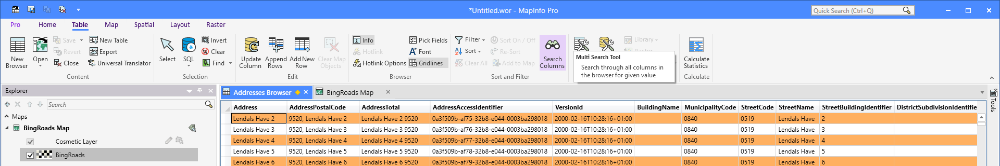 *Untitled.wor - MapInfo Pro
Quick Search (Ctrl+Q)
Pro Home Table Map Spatial Layout Raster
New Browser
Open
Save
Revert
Close
New Table
Export
Universal Translator
Content
Select
SQL
Invert
Clear
Find
Selection
Update Column
Append Rows
Add New Row
Clear Map Objects
Edit
Info
Hotlink
Hotlink Options
Pick Fields
Font
Gridlines
Browser
Filter
Sort
Clear All
Sort On / Off
Re-Sort
Add to Map
Search Columns
Sort and Filter
Library
Multi Search Tool
Search through all columns in
the browser for given value
Calculate Statistics
Calculate
Explorer
Search
Maps
BingRoads Map
Cosmetic Layer
BingRoads
Addresses Browser
BingRoads Map
Tools
Address AddressPostalCode AddressTotal AddressAccessIdentifier VersionId BuildingName MunicipalityCode StreetCode StreetName StreetBuildingIdentifier DistrictSubdivisionIdentifie
Lendals Have 2 9520, Lendals Have 2 Lendals Have 2 9520 0a3f509b-af75-32b8-e044-0003ba298018 2000-02-16T10:28:16+01:00 0840 0519 Lendals Have 2
Lendals Have 3 9520, Lendals Have 3 Lendals Have 3 9520 0a3f509b-af76-32b8-e044-0003ba298018 2000-02-16T10:28:16+01:00 0840 0519 Lendals Have 3
Lendals Have 4 9520, Lendals Have 4 Lendals Have 4 9520 0a3f509b-af77-32b8-e044-0003ba298018 2000-02-16T10:28:16+01:00 0840 0519 Lendals Have 4
Lendals Have 5 9520, Lendals Have 5 Lendals Have 5 9520 0a3f509b-af78-32b8-e044-0003ba298018 2000-02-16T10:28:16+01:00 0840 0519 Lendals Have 5
Lendals Have 6 9520, Lendals Have 6 Lendals Have 6 9520 0a3f509b-af79-32b8-e044-0003ba298018 2000-02-16T10:28:16+01:00 0840 0519 Lendals Have 6